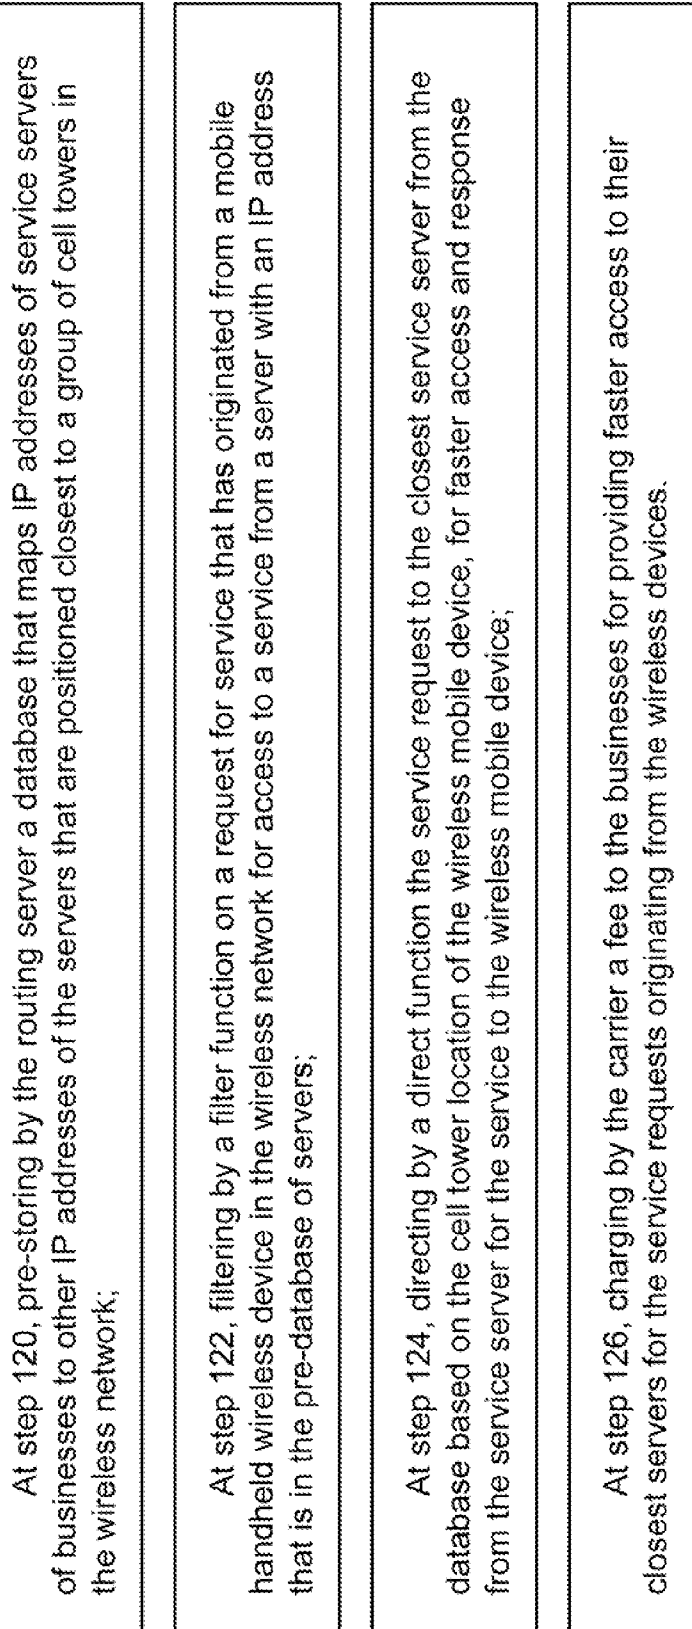 At step 120, pre-storing by the routing server a database that maps IP addresses of service servers
of businesses to other IP addresses of the servers that are positioned closest to a group of cell towers in
the wireless network;
At step 122, filtering by a filter function on a request for service that has originated from a mobile
handheld wireless device in the wireless network for access to a service from a server with an IP address
that is in the pre-database of servers;
At step 124, directing by a direct function the service request to the closest service server from the
database based on the cell tower location of the wireless mobile device, for faster access and response
from the service server for the service to the wireless mobile device;
At step 126, charging by the carrier a fee to the businesses for providing faster access to their
closest servers for the service requests originating from the wireless devices.